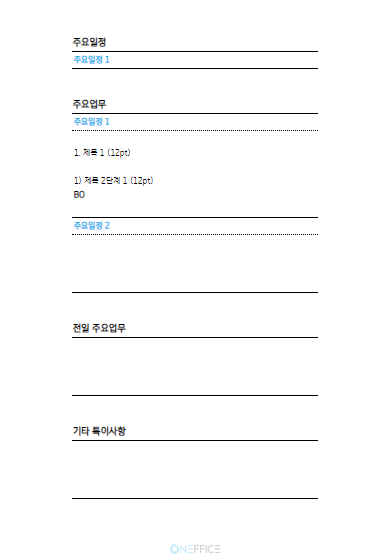 주요일정
주요일정 1
주요업무
주요일정 1
1. 제목 1 (12pt)
1) 제목 2단계 1 (12pt)
BO
주요일정 2
전일 주요업무
기타 특이사항
ONEFFICE